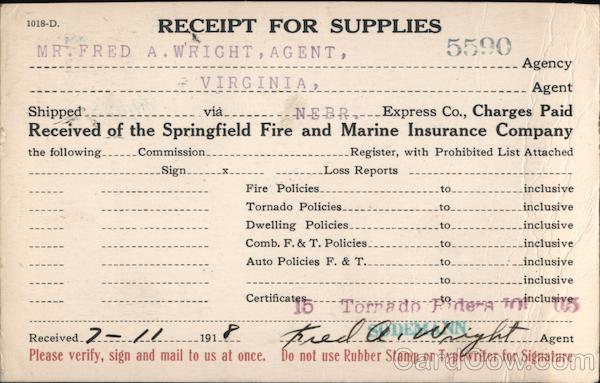 1018-D.
RECEIPT FOR SUPPLIES
MR. FRED A. WRIGHT, AGENT, 5590 Agency
VIRGINIA, Agent
Shipped viâ NEBR. Express Co., Charges Paid
Received of the Springfield Fire and Marine Insurance Company
the following Commission Register, with Prohibited List Attached
Sign x Loss Reports
Fire Policies to inclusive
Tornado Policies to inclusive
Dwelling Policies to inclusive
Comb. F. & T. Policies to inclusive
Auto Policies F. & T. to inclusive
to inclusive
Certificates to inclusive
15 Tornado Riders 101
SUDEMANN
Received 7-11 1918 Fred A. Wright Agent
Please verify, sign and mail to us at once. Do not use Rubber Stamp or Typewriter for Signature
CardCow.com